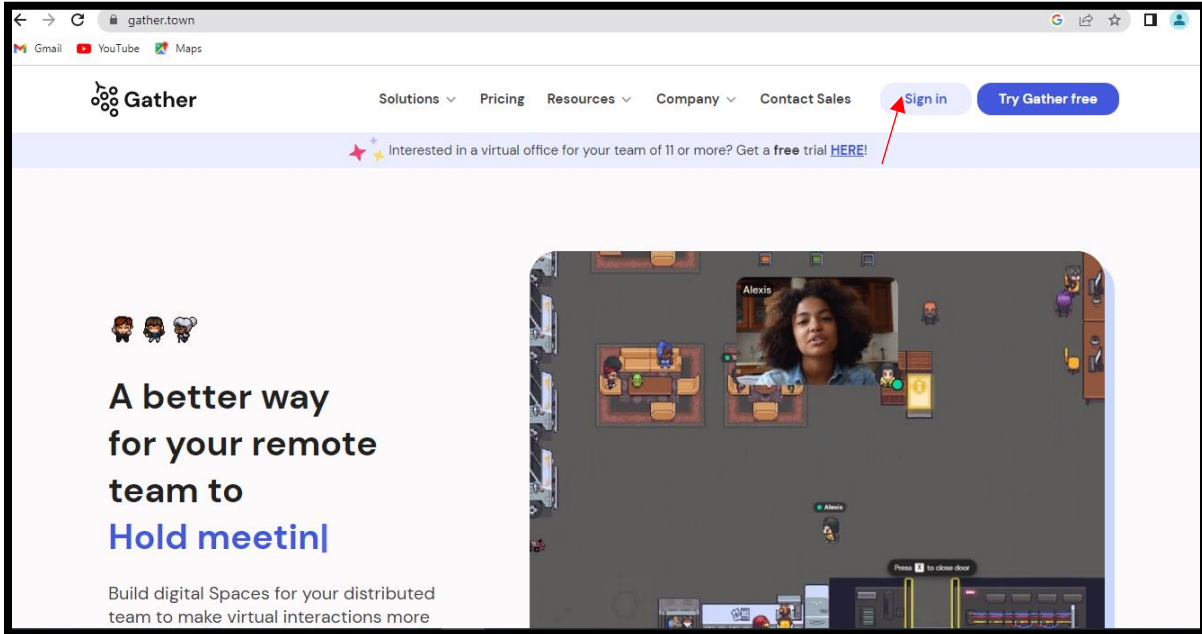 gather.town
Gmail YouTube Maps
Gather Solutions Pricing Resources Company Contact Sales Sign in Try Gather free
Interested in a virtual office for your team of 11 or more? Get a free trial HERE!
Alexis
A better way
for your remote
team to
Hold meetin
Alexis
Press X to close door
Build digital Spaces for your distributed
team to make virtual interactions more